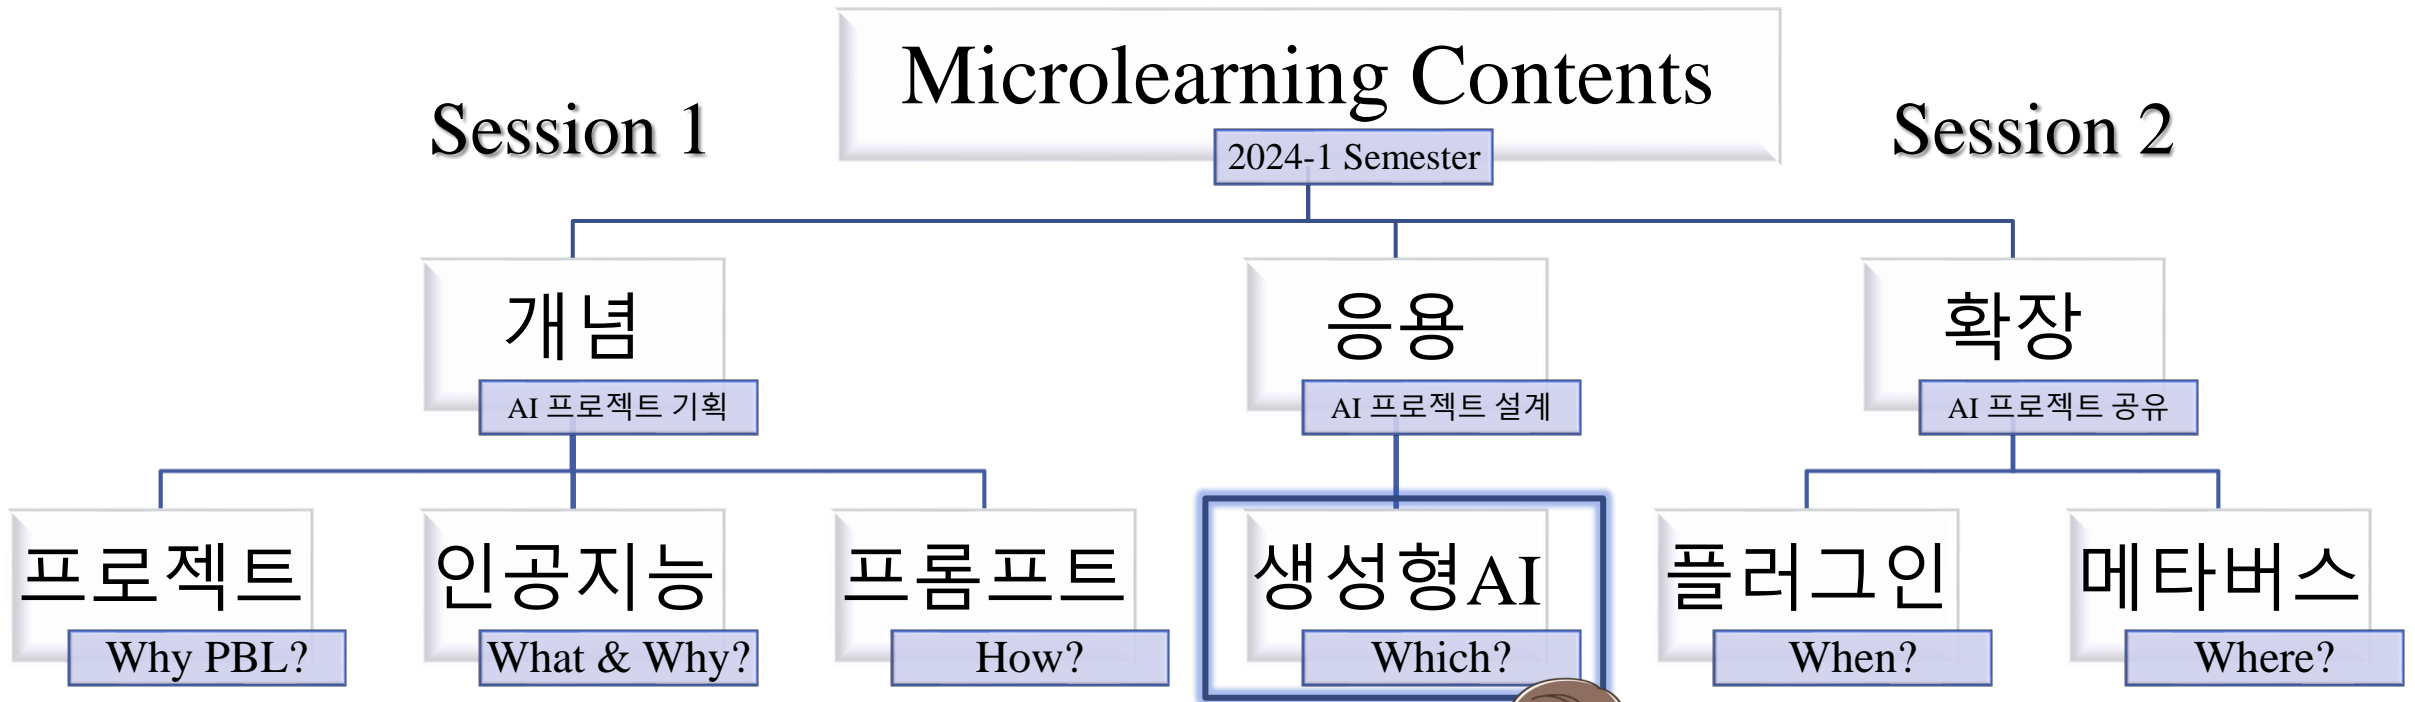 Microlearning Contents
Session 1
Session 2
2024-1 Semester
개념
응용
확장
AI 프로젝트 기획
AI 프로젝트 설계
AI 프로젝트 공유
프로젝트
인공지능
프롬프트
생성형AI
플러그인
메타버스
Why PBL?
What & Why?
How?
Which?
When?
Where?